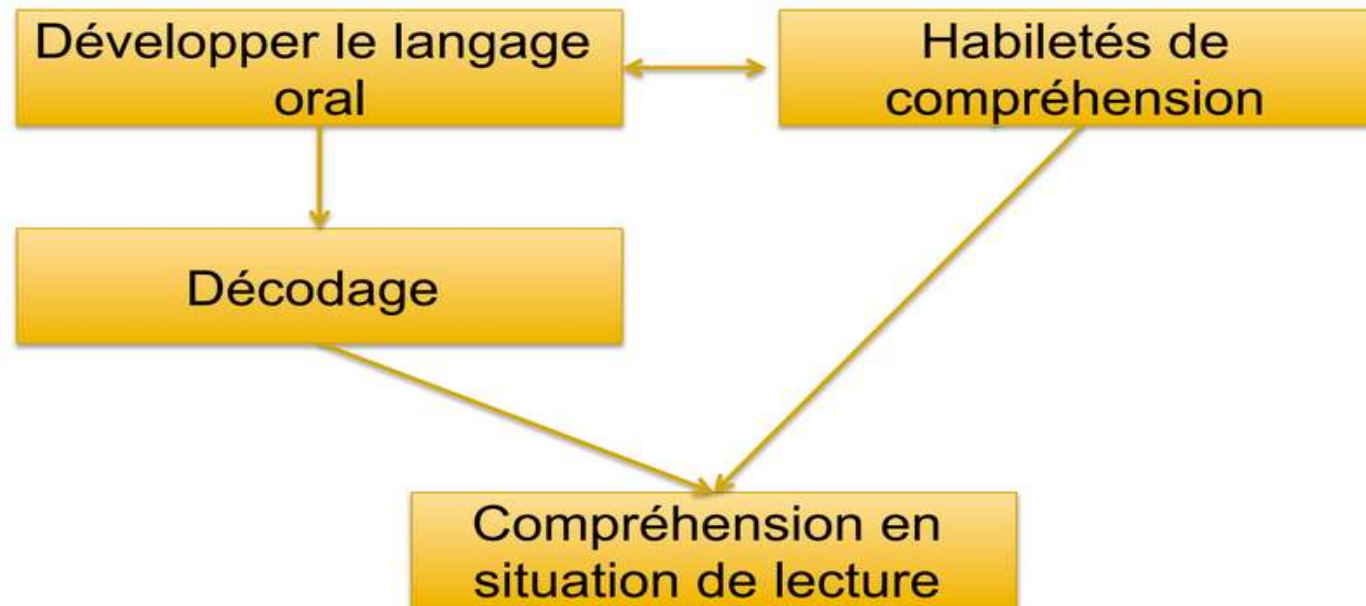 Développer le langage
oral
Habiletés de
compréhension
Décodage
Compréhension en
situation de lecture